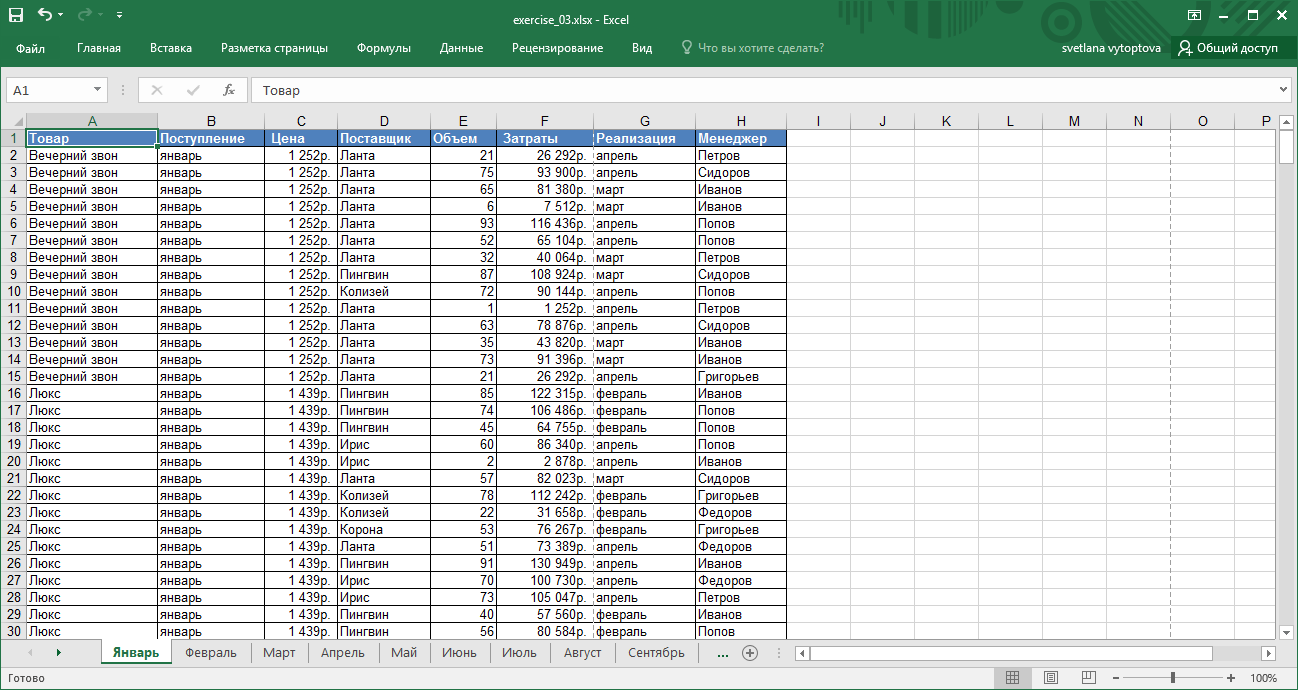 exercise_03.xlsx - Excel
Файл Главная Вставка Разметка страницы Формулы Данные Рецензирование Вид Что вы хотите сделать? svetlana vytoptova Общий доступ
A1 fx Товар
A B C D E F G H I J K L M N O P
1 Товар Поступление Цена Поставщик Объем Затраты Реализация Менеджер
2 Вечерний звон январь 1 252р. Ланта 21 26 292р. апрель Петров
3 Вечерний звон январь 1 252р. Ланта 75 93 900р. апрель Сидоров
4 Вечерний звон январь 1 252р. Ланта 65 81 380р. март Иванов
5 Вечерний звон январь 1 252р. Ланта 6 7 512р. март Иванов
6 Вечерний звон январь 1 252р. Ланта 93 116 436р. апрель Попов
7 Вечерний звон январь 1 252р. Ланта 52 65 104р. апрель Попов
8 Вечерний звон январь 1 252р. Ланта 32 40 064р. март Петров
9 Вечерний звон январь 1 252р. Пингвин 87 108 924р. март Сидоров
10 Вечерний звон январь 1 252р. Колизей 72 90 144р. апрель Попов
11 Вечерний звон январь 1 252р. Ланта 1 1 252р. апрель Петров
12 Вечерний звон январь 1 252р. Ланта 63 78 876р. апрель Сидоров
13 Вечерний звон январь 1 252р. Ланта 35 43 820р. март Иванов
14 Вечерний звон январь 1 252р. Ланта 73 91 396р. март Иванов
15 Вечерний звон январь 1 252р. Ланта 21 26 292р. апрель Григорьев
16 Люкс январь 1 439р. Пингвин 85 122 315р. февраль Иванов
17 Люкс январь 1 439р. Пингвин 74 106 486р. февраль Попов
18 Люкс январь 1 439р. Пингвин 45 64 755р. февраль Попов
19 Люкс январь 1 439р. Ирис 60 86 340р. апрель Попов
20 Люкс январь 1 439р. Ирис 2 2 878р. апрель Иванов
21 Люкс январь 1 439р. Ланта 57 82 023р. март Сидоров
22 Люкс январь 1 439р. Колизей 78 112 242р. февраль Григорьев
23 Люкс январь 1 439р. Колизей 22 31 658р. февраль Федоров
24 Люкс январь 1 439р. Корона 53 76 267р. февраль Григорьев
25 Люкс январь 1 439р. Ланта 51 73 389р. апрель Федоров
26 Люкс январь 1 439р. Пингвин 91 130 949р. апрель Иванов
27 Люкс январь 1 439р. Ирис 70 100 730р. апрель Федоров
28 Люкс январь 1 439р. Ирис 73 105 047р. апрель Петров
29 Люкс январь 1 439р. Пингвин 40 57 560р. февраль Иванов
30 Люкс январь 1 439р. Пингвин 56 80 584р. февраль Попов
Январь Февраль Март Апрель Май Июнь Июль Август Сентябрь ...
Готово 100%